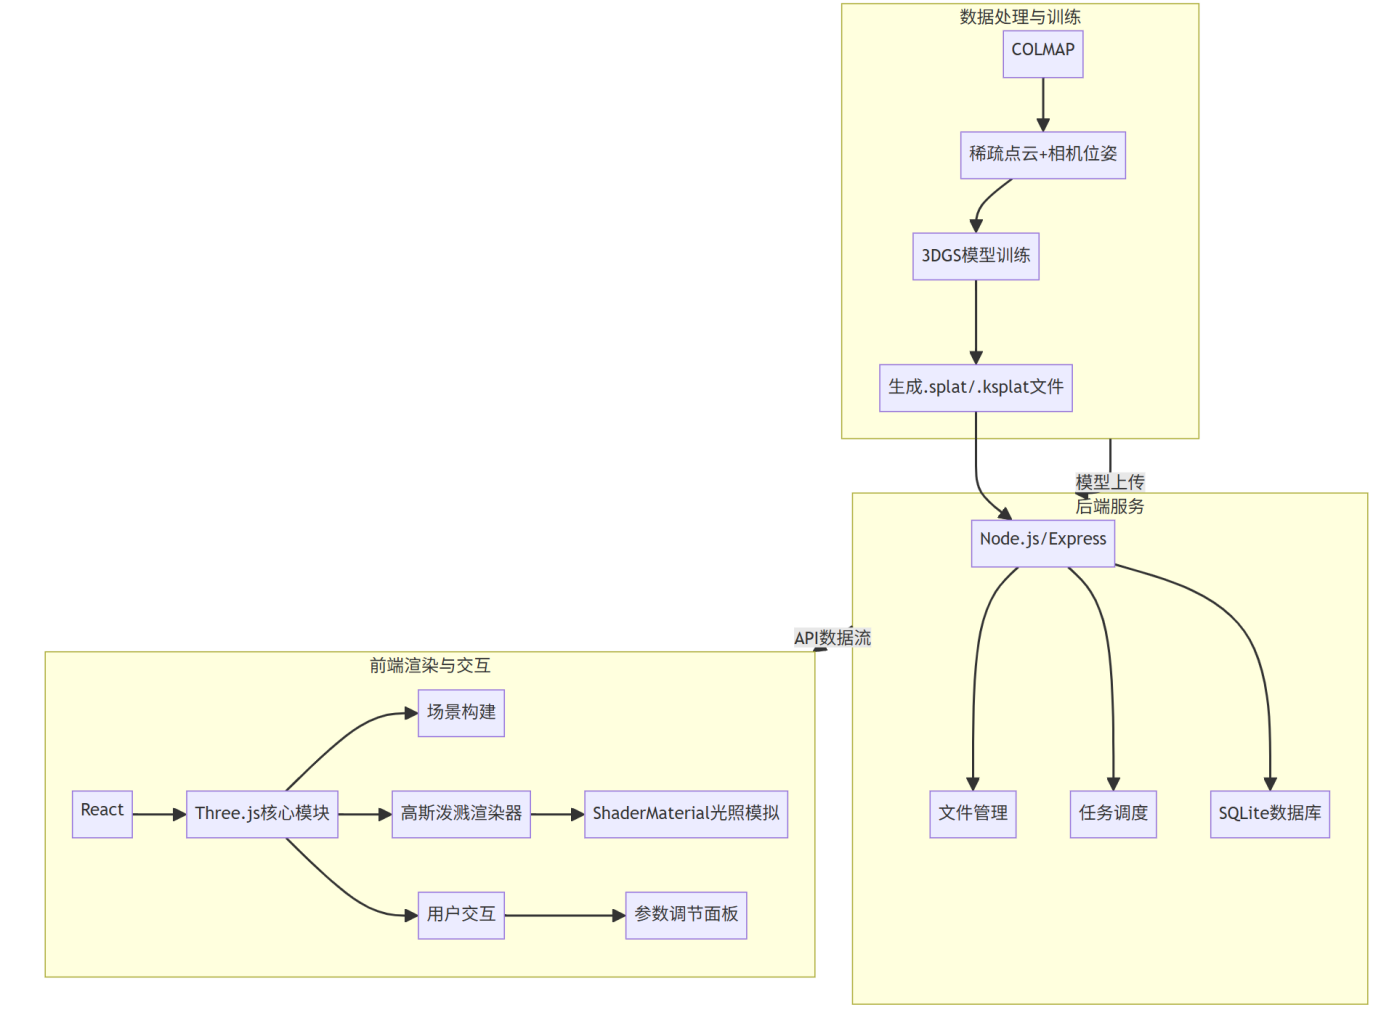 数据处理与训练
COLMAP
稀疏点云+相机位姿
3DGS模型训练
生成.splat/.ksplat文件
模型上传
后端服务
Node.js/Express
文件管理
任务调度
SQLite数据库
API数据流
前端渲染与交互
场景构建
React
Three.js核心模块
高斯泼溅渲染器
ShaderMaterial光照模拟
用户交互
参数调节面板